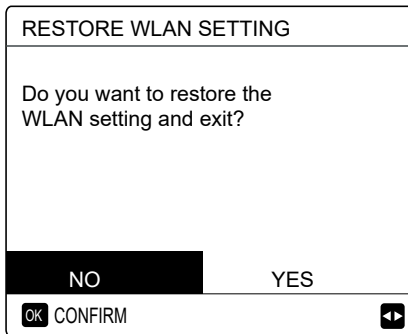 RESTORE WLAN SETTING
Do you want to restore the
WLAN setting and exit?
NO YES
OK CONFIRM